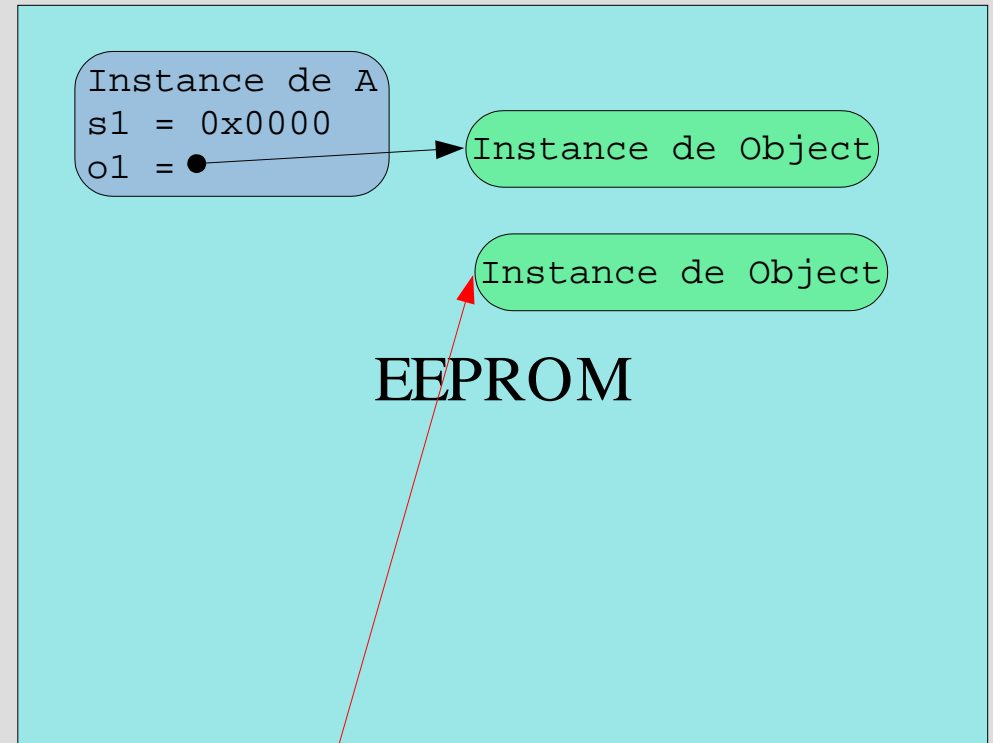 Instance de A
s1 = 0x0000
o1 =
Instance de Object
Instance de Object
EEPROM